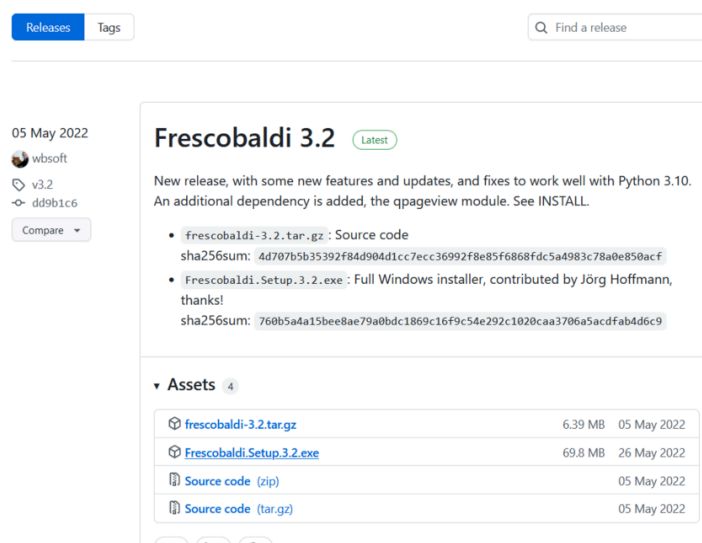 Releases
Tags
Find a release
05 May 2022
wbsoft
v3.2
dd9b1c6
Compare
Frescobaldi 3.2
Latest
New release, with some new features and updates, and fixes to work well with Python 3.10.
An additional dependency is added, the qpageview module. See INSTALL.
frescobaldi-3.2.tar.gz : Source code
sha256sum: 4d707b5b35392f84d904d1cc7ecc36992f8e85f6868fdc5a4983c78a0e850acf
Frescobaldi.Setup.3.2.exe : Full Windows installer, contributed by Jörg Hoffmann,
thanks!
sha256sum: 760b5a4a15bee8ae79a0bdc1869c16f9c54e292c1020caa3706a5acdfab4d6c9
Assets 4
frescobaldi-3.2.tar.gz 6.39 MB 05 May 2022
Frescobaldi.Setup.3.2.exe 69.8 MB 26 May 2022
Source code (zip) 05 May 2022
Source code (tar.gz) 05 May 2022